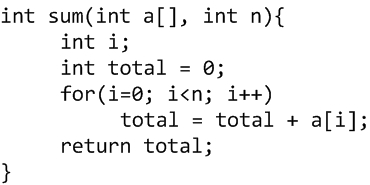 int sum(int a[], int n){
     int i;
     int total = 0;
     for(i=0; i<n; i++)
          total = total + a[i];
     return total;
}